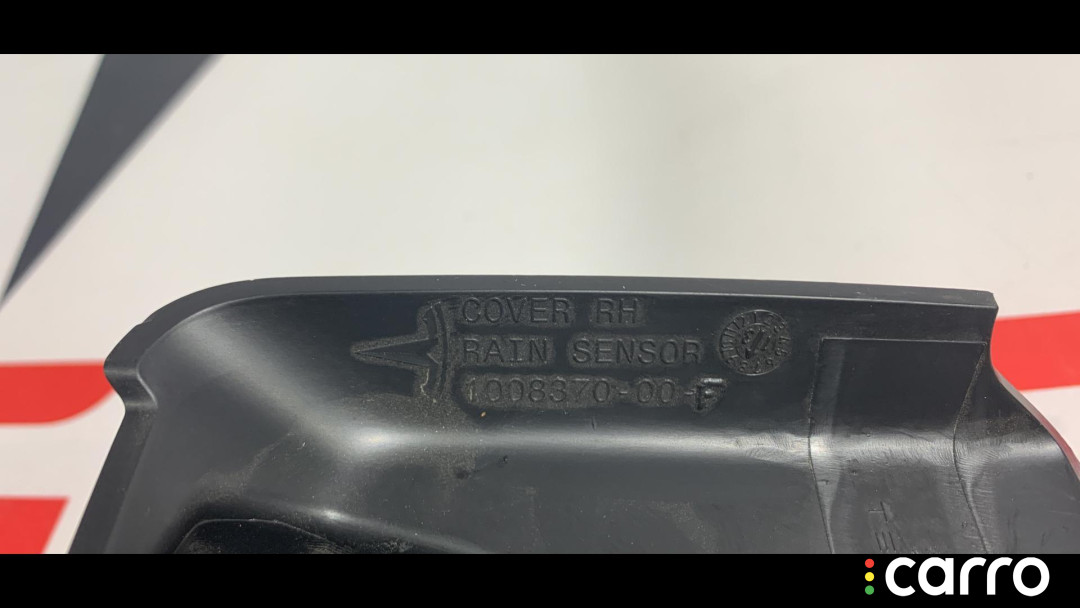 COVER RH
RAIN SENSOR
1008370-00-F
carro